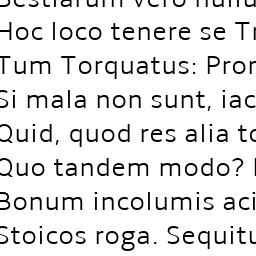 Bestiarum vero nullu
Hoc loco tenere se Tr
Tum Torquatus: Pror
Si mala non sunt, iac
Quid, quod res alia to
Quo tandem modo?
Bonum incolumis aci
Stoicos roga. Sequitu